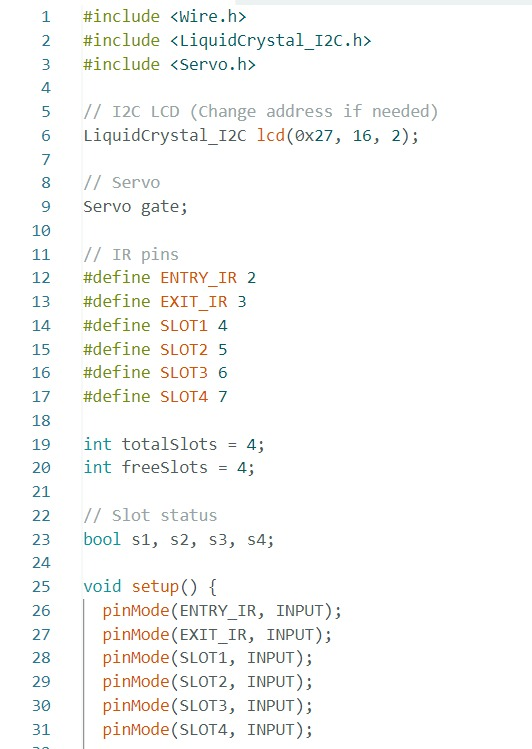 1 #include <Wire.h>
2 #include <LiquidCrystal_I2C.h>
3 #include <Servo.h>
4
5 // I2C LCD (Change address if needed)
6 LiquidCrystal_I2C lcd(0x27, 16, 2);
7
8 // Servo
9 Servo gate;
10
11 // IR pins
12 #define ENTRY_IR 2
13 #define EXIT_IR 3
14 #define SLOT1 4
15 #define SLOT2 5
16 #define SLOT3 6
17 #define SLOT4 7
18
19 int totalSlots = 4;
20 int freeSlots = 4;
21
22 // Slot status
23 bool s1, s2, s3, s4;
24
25 void setup() {
26 pinMode(ENTRY_IR, INPUT);
27 pinMode(EXIT_IR, INPUT);
28 pinMode(SLOT1, INPUT);
29 pinMode(SLOT2, INPUT);
30 pinMode(SLOT3, INPUT);
31 pinMode(SLOT4, INPUT);